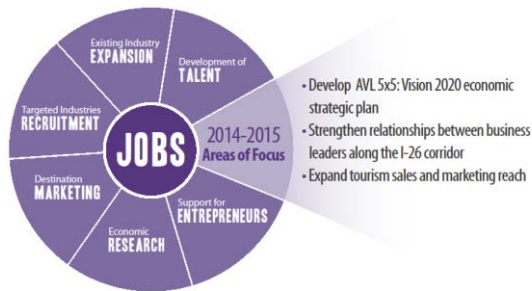 Existing Industry
EXPANSION
Development of
TALENT
Targeted Industries
RECRUITMENT
JOBS
2014-2015
Areas of Focus
Destination
MARKETING
Support for
ENTREPRENEURS
Economic
RESEARCH
• Develop AVL 5x5: Vision 2020 economic
strategic plan
• Strengthen relationships between business
leaders along the I-26 corridor
• Expand tourism sales and marketing reach